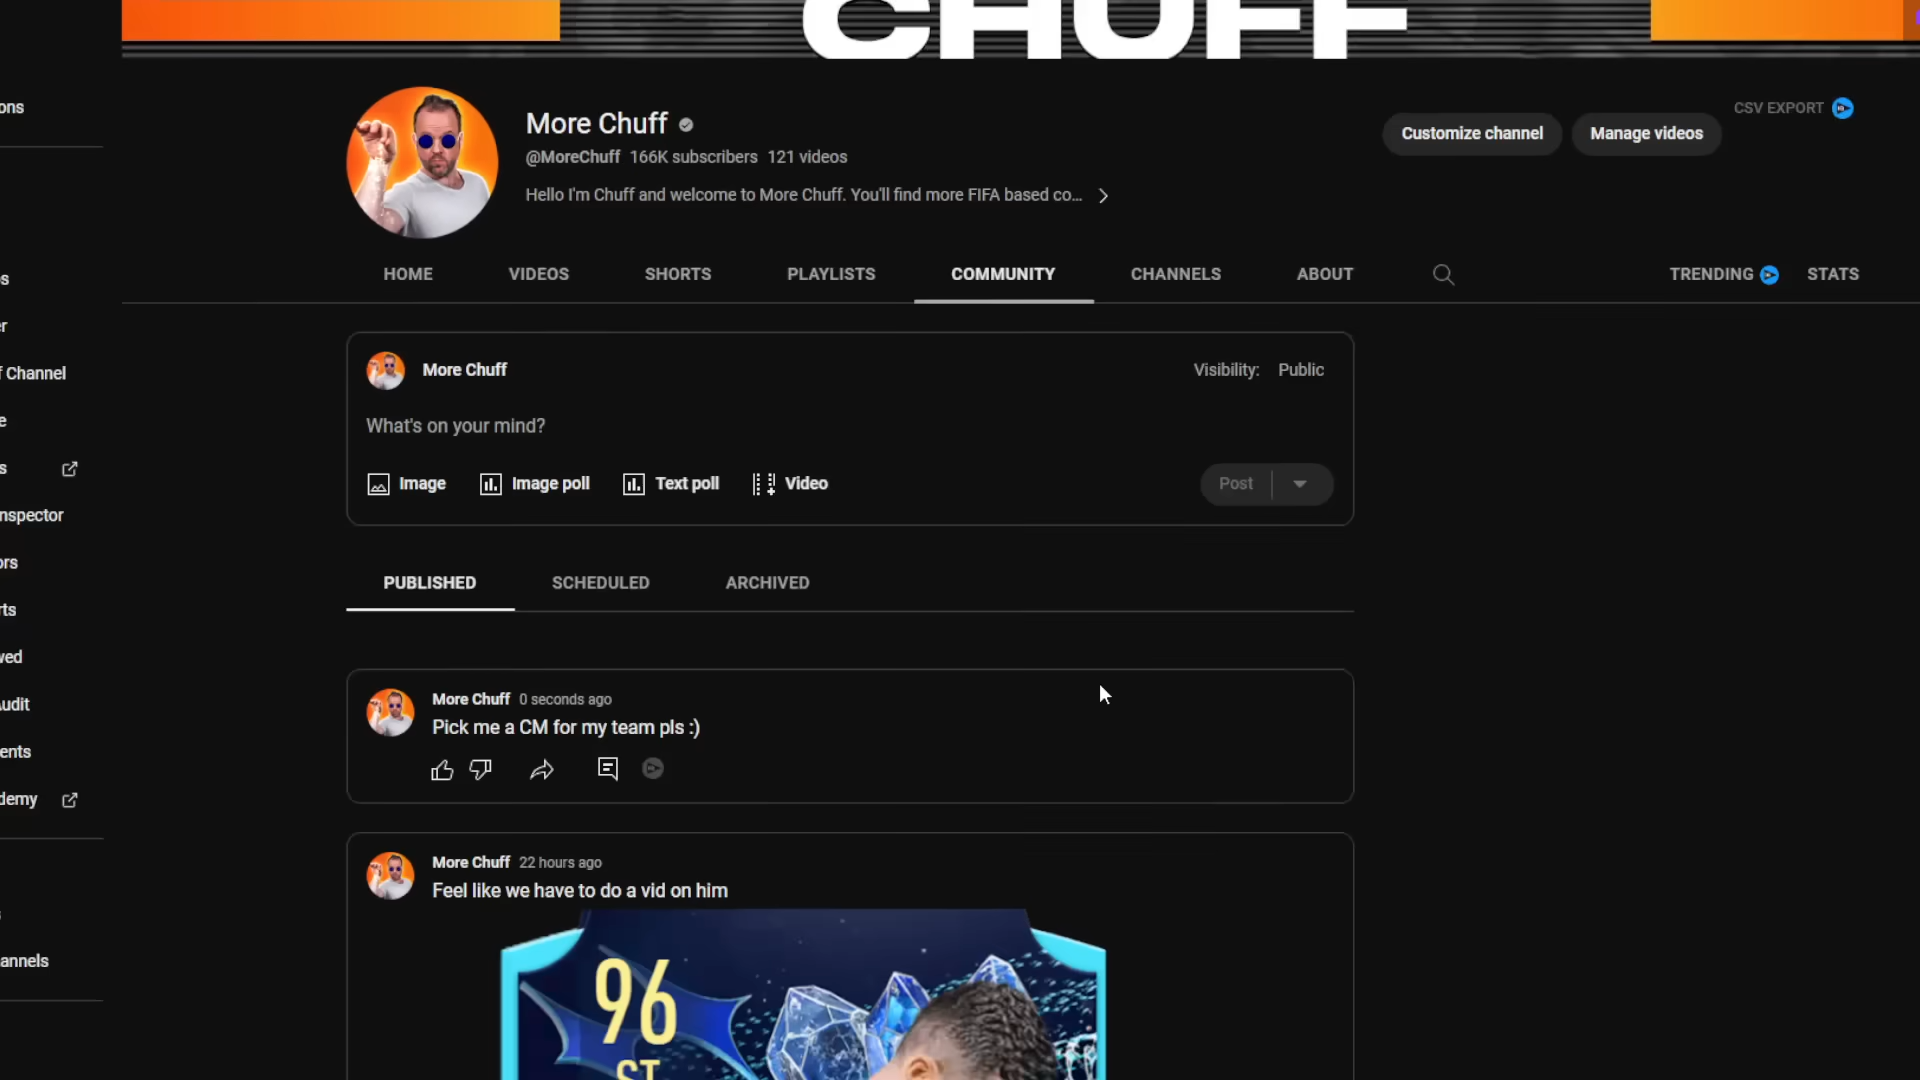 CHUFF
ons
More Chuff
CSV EXPORT
Customize channel
Manage videos
@MoreChuff 166K subscribers 121 videos
Hello I'm Chuff and welcome to More Chuff. You'll find more FIFA based co...
HOME VIDEOS SHORTS PLAYLISTS COMMUNITY CHANNELS ABOUT TRENDING STATS
s
er
f Channel
e
s
nspector
ors
rts
wed
udit
ents
demy
s
annels
More Chuff
Visibility: Public
What's on your mind?
Image Image poll Text poll Video
Post
PUBLISHED SCHEDULED ARCHIVED
More Chuff 0 seconds ago
Pick me a CM for my team pls :)
More Chuff 22 hours ago
Feel like we have to do a vid on him
96
ST